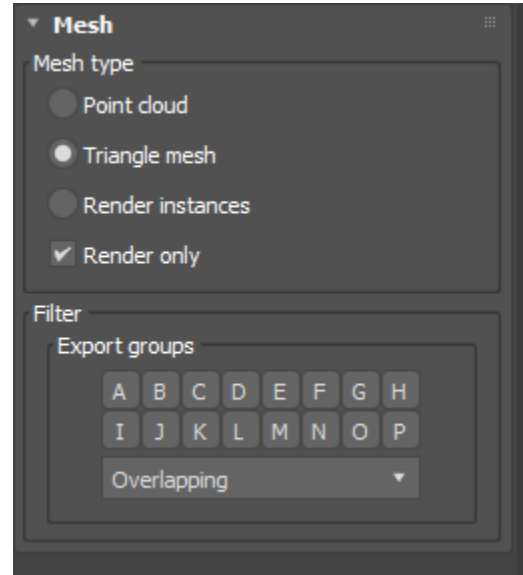 Mesh
Mesh type
Point cloud
Triangle mesh
Render instances
Render only
Filter
Export groups
A B C D E F G H
I J K L M N O P
Overlapping